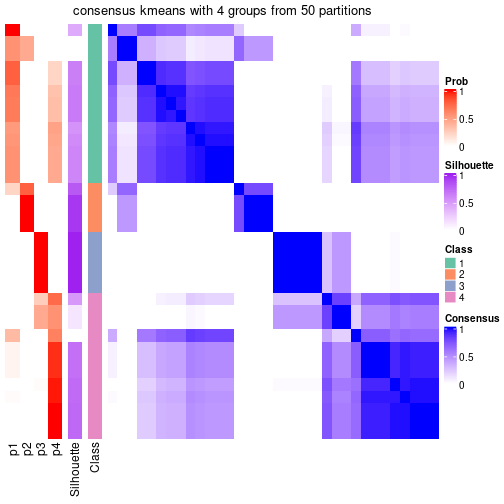 consensus kmeans with 4 groups from 50 partitions
Prob
1
0.5
0
Silhouette
1
0.5
0
Class
1
2
3
4
Consensus
1
0.5
0
p1
p2
p3
p4
Silhouette
Class